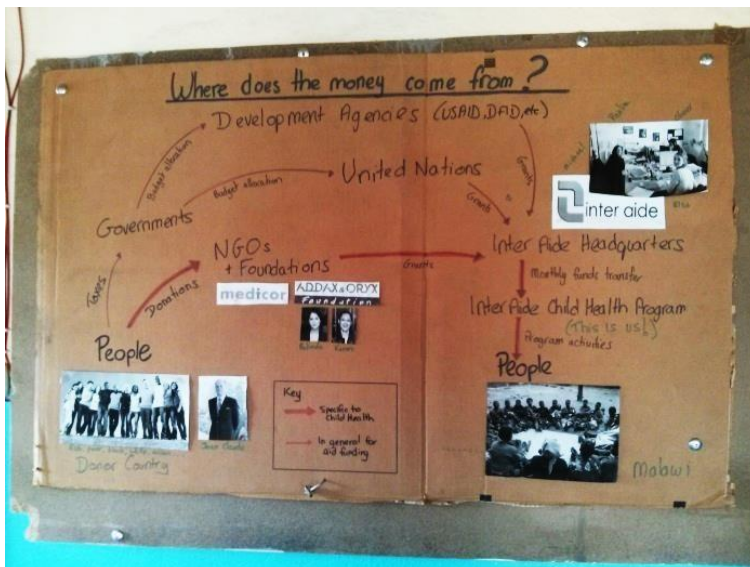 Where does the money come from?
Development Agencies (USAID, DAD, etc)
Budget allocation
Budget allocation
United Nations
Grants
Grants
Governments
inter aide
NGOs
+ Foundations
Grants
Inter Aide Headquarters
Taxes
Donations
medicor
ADDAX & ORYX
Foundation
Monthly funds transfer
Inter Aide Child Health Program
(This is us!)
Program activities
People
People
Key
Specific to
Child Health
In general for
aid funding
Donor Country
Malawi